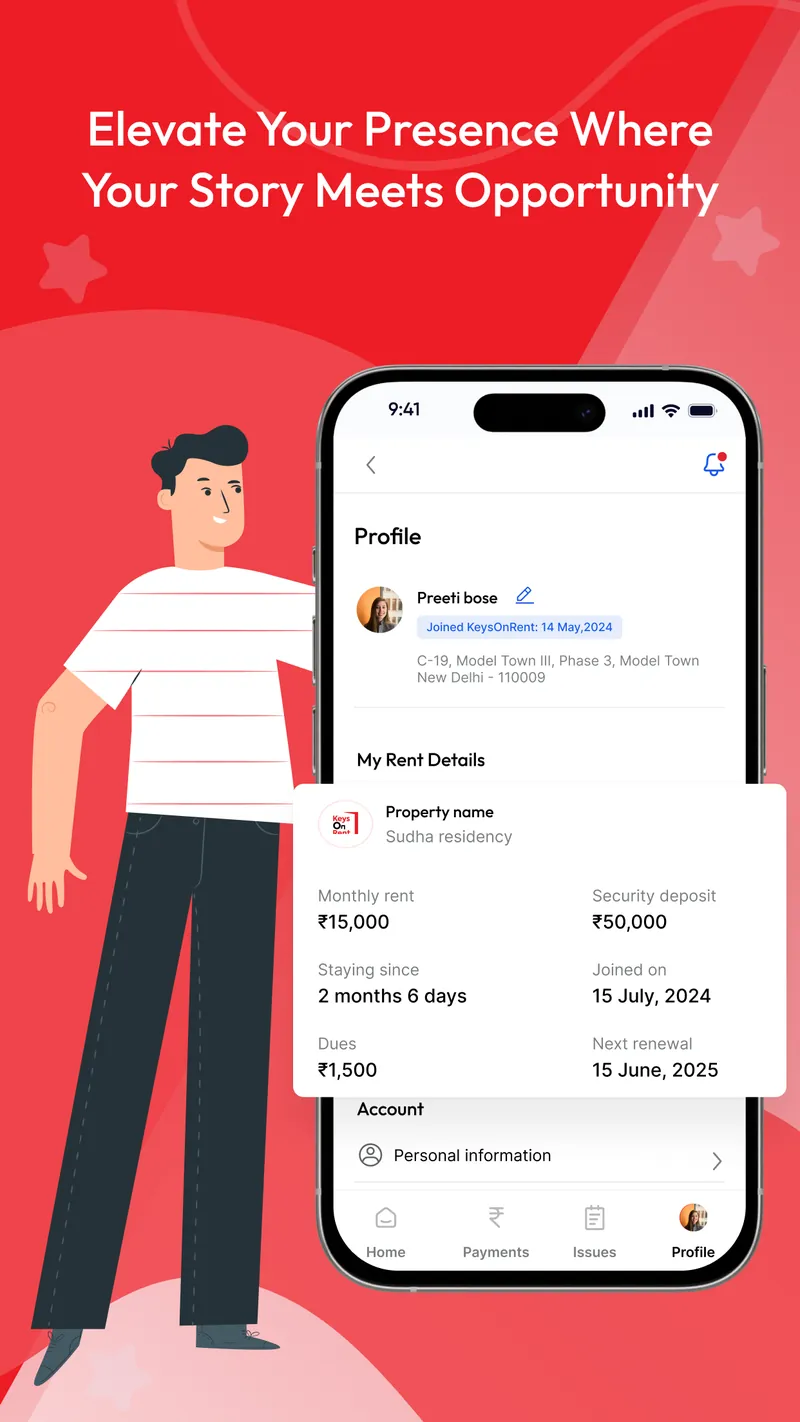 Elevate Your Presence Where
Your Story Meets Opportunity
9:41
Profile
Preeti bose
Joined KeysOnRent: 14 May,2024
C-19, Model Town III, Phase 3, Model Town
New Delhi - 110009
My Rent Details
Keys
On
Rent
Property name
Sudha residency
Monthly rent
Security deposit
₹15,000
₹50,000
Staying since
Joined on
2 months 6 days
15 July, 2024
Dues
Next renewal
₹1,500
15 June, 2025
Account
Personal information
Home
Payments
Issues
Profile